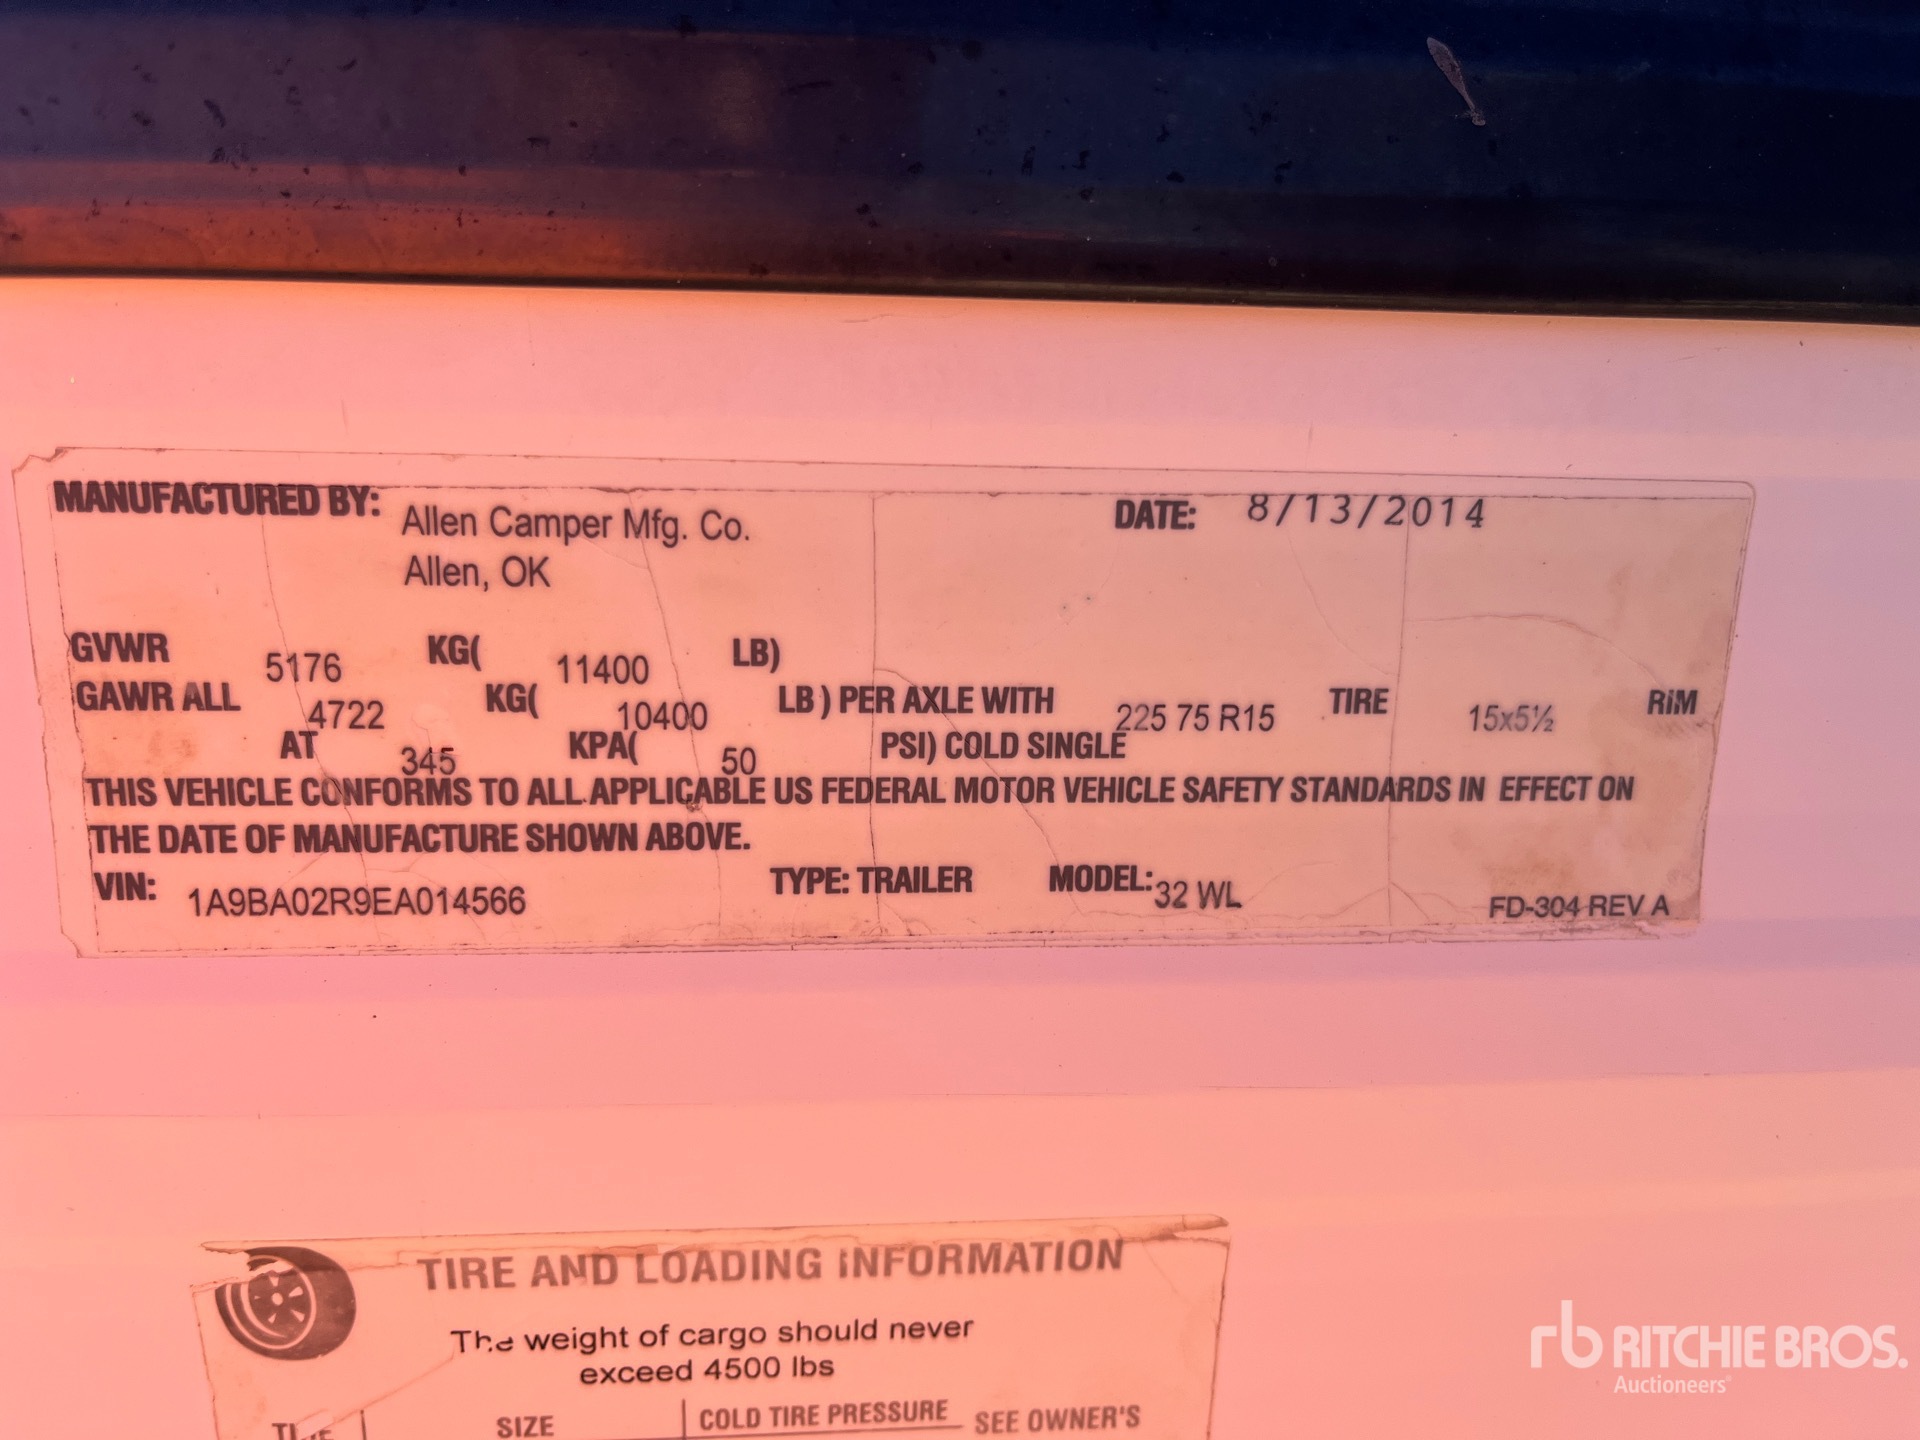 MANUFACTURED BY: Allen Camper Mfg. Co. DATE: 8/13/2014
Allen, OK
GVWR 5176 KG( 11400 LB)
GAWR ALL 4722 KG( 10400 LB ) PER AXLE WITH 225 75 R15 TIRE 15x5½ RIM
AT 345 KPA( 50 PSI) COLD SINGLE
THIS VEHICLE CONFORMS TO ALL APPLICABLE US FEDERAL MOTOR VEHICLE SAFETY STANDARDS IN EFFECT ON
THE DATE OF MANUFACTURE SHOWN ABOVE.
VIN: 1A9BA02R9EA014566 TYPE: TRAILER MODEL: 32 WL FD-304 REV A
TIRE AND LOADING INFORMATION
The weight of cargo should never
exceed 4500 lbs
SIZE COLD TIRE PRESSURE SEE OWNER'S
rb RITCHIE BROS.
Auctioneers